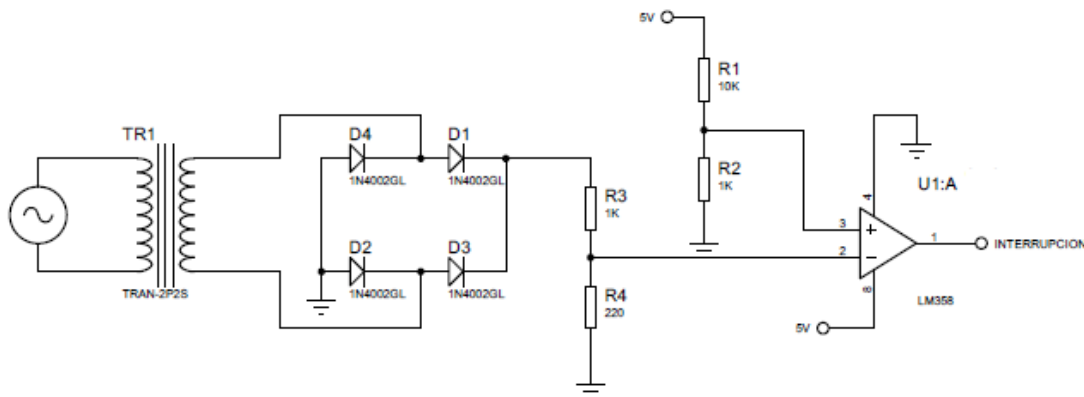 5V
R1
10K
TR1
D4
D1
1N4002GL
1N4002GL
R2
1K
4
U1:A
R3
1K
3
+
1
INTERRUPCION
2
−
D2
D3
TRAN-2P2S
1N4002GL
1N4002GL
8
R4
220
LM358
5V